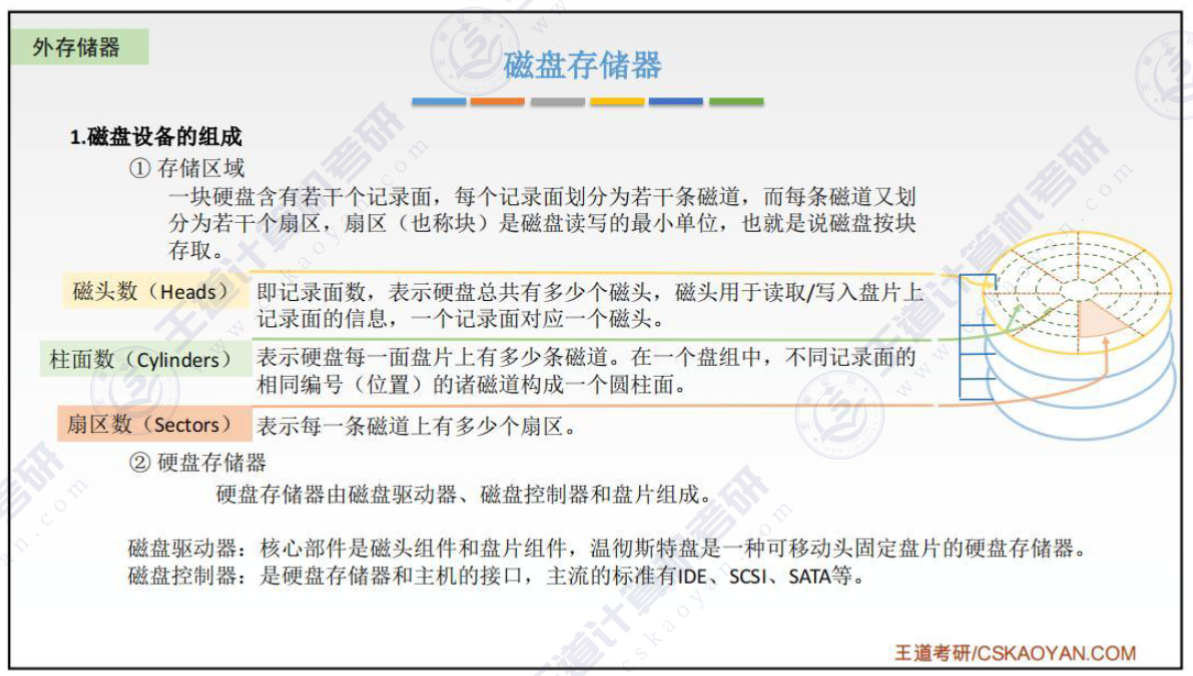 外存储器
磁盘存储器
1.磁盘设备的组成
① 存储区域
一块硬盘含有若干个记录面，每个记录面划分为若干条磁道，而每条磁道又划
分为若干个扇区，扇区（也称块）是磁盘读写的最小单位，也就是说磁盘按块
存取。
磁头数（Heads）
即记录面数，表示硬盘总共有多少个磁头，磁头用于读取/写入盘片上
记录面的信息，一个记录面对应一个磁头。
柱面数（Cylinders）
表示硬盘每一面盘片上有多少条磁道。在一个盘组中，不同记录面的
相同编号（位置）的诸磁道构成一个圆柱面。
扇区数（Sectors）
表示每一条磁道上有多少个扇区。
② 硬盘存储器
硬盘存储器由磁盘驱动器、磁盘控制器和盘片组成。
磁盘驱动器：核心部件是磁头组件和盘片组件，温彻斯特盘是一种可移动头固定盘片的硬盘存储器。
磁盘控制器：是硬盘存储器和主机的接口，主流的标准有IDE、SCSI、SATA等。
王道考研/CSKAOYAN.COM
王道计算机考研
www.cskaoyan.com